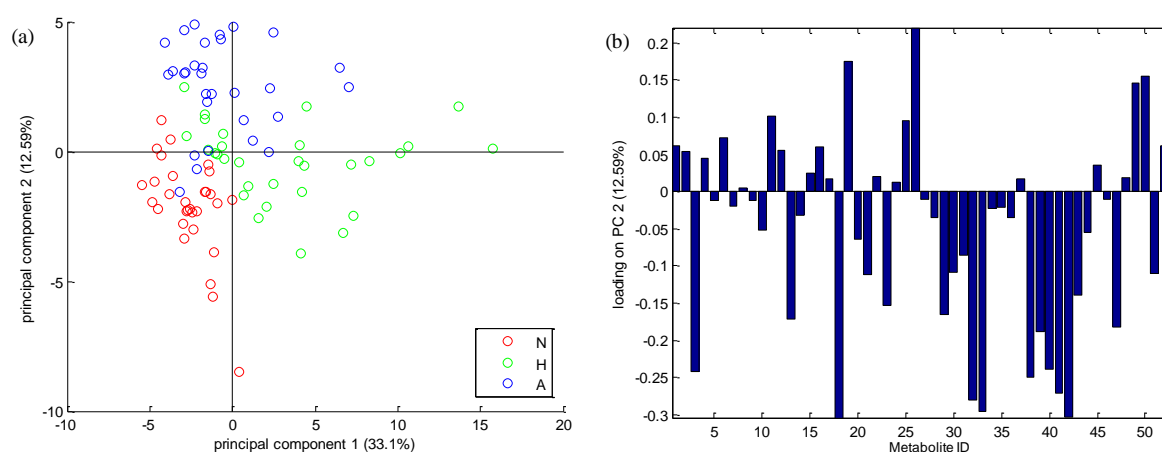 (a)
principal component 2 (12.59%)
5
0
-5
-10
-10 -5 0 5 10 15 20
principal component 1 (33.1%)
N
H
A
(b)
loading on PC 2 (12.59%)
0.2
0.15
0.1
0.05
0
-0.05
-0.1
-0.15
-0.2
-0.25
-0.3
5 10 15 20 25 30 35 40 45 50
Metabolite ID